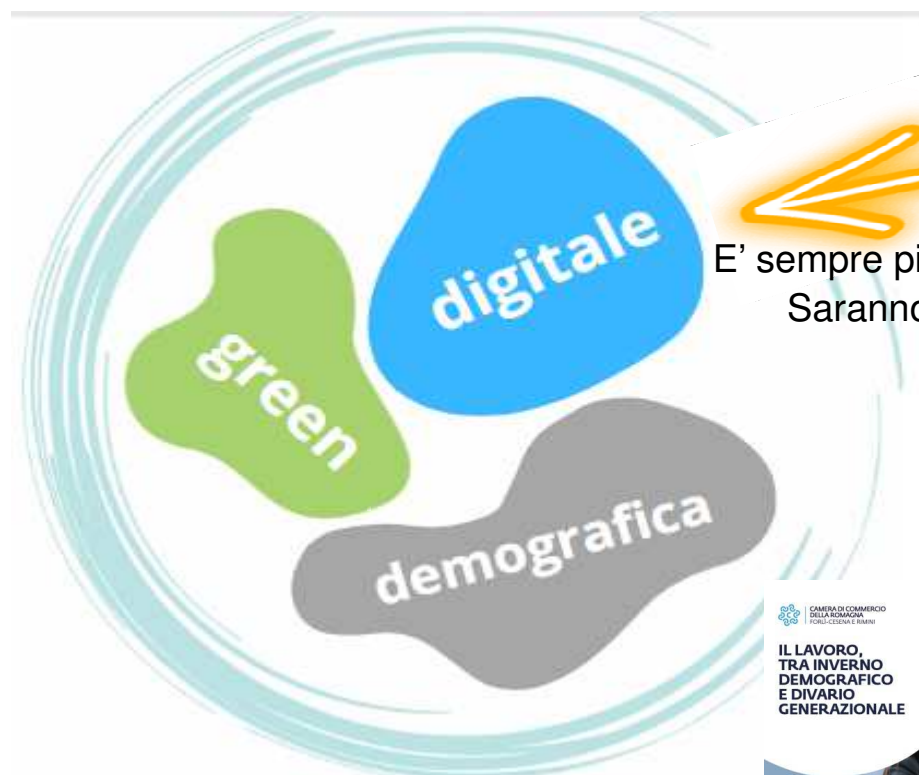 digitale
green
demografica
E' sempre
Saranno
CAMERA DI COMMERCIO
DELLA ROMAGNA
FORLÌ-CESENA E RIMINI
IL LAVORO,
TRA INVERNO
DEMOGRAFICO
E DIVARIO
GENERAZIONALE